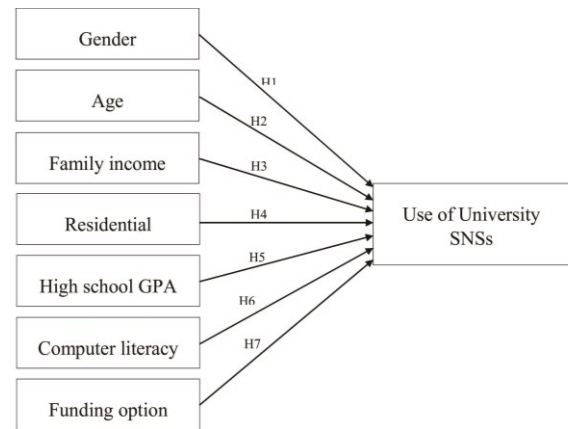 Gender
H1
Age
H2
Family income
H3
Residential
H4
Use of University
SNSs
High school GPA
H5
Computer literacy
H6
Funding option
H7